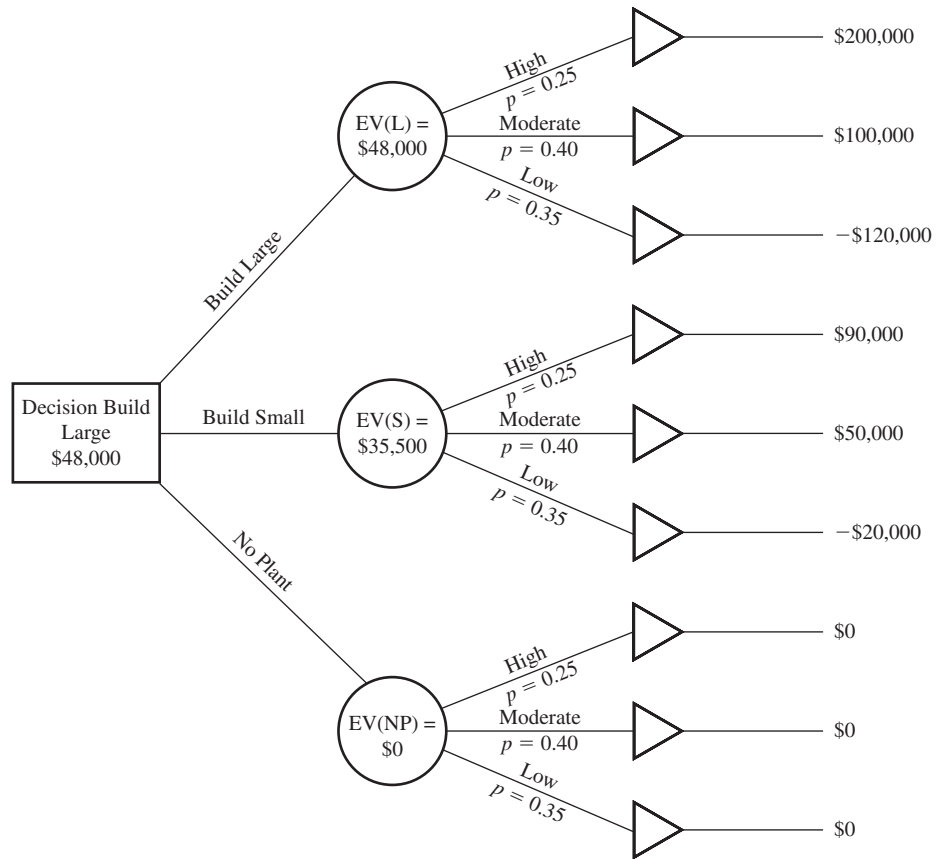 High
p = 0.25
$200,000
EV(L) =
$48,000
Moderate
p = 0.40
$100,000
Low
p = 0.35
−$120,000
Build Large
High
p = 0.25
$90,000
Decision Build
Large
$48,000
Build Small
EV(S) =
$35,500
Moderate
p = 0.40
$50,000
Low
p = 0.35
−$20,000
No Plant
High
p = 0.25
$0
EV(NP) =
$0
Moderate
p = 0.40
$0
Low
p = 0.35
$0